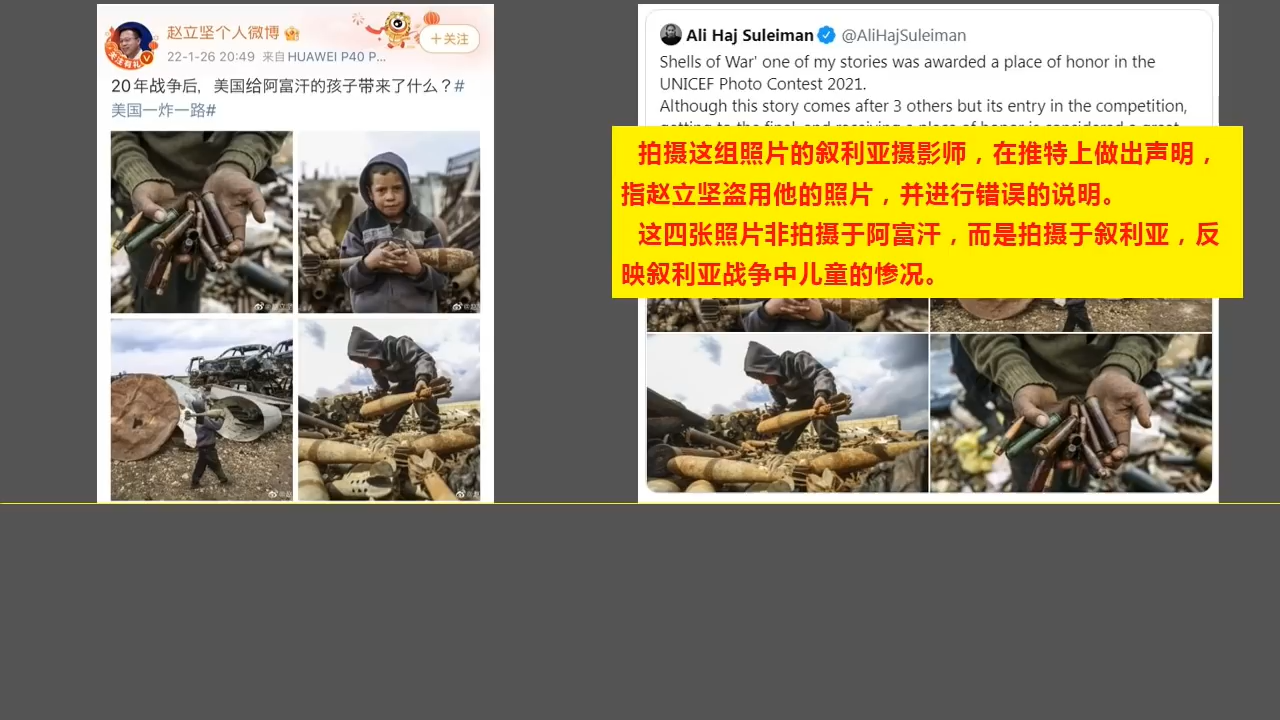 赵立坚个人微博
＋关注
22-1-26 20:49 来自 HUAWEI P40 P...
20年战争后，美国给阿富汗的孩子带来了什么？#
美国一炸一路#
Ali Haj Suleiman @AliHajSuleiman
Shells of War' one of my stories was awarded a place of honor in the
UNICEF Photo Contest 2021.
Although this story comes after 3 others but its entry in the competition,
拍摄这组照片的叙利亚摄影师，在推特上做出声明，
指赵立坚盗用他的照片，并进行错误的说明。
这四张照片非拍摄于阿富汗，而是拍摄于叙利亚，反
映叙利亚战争中儿童的惨况。